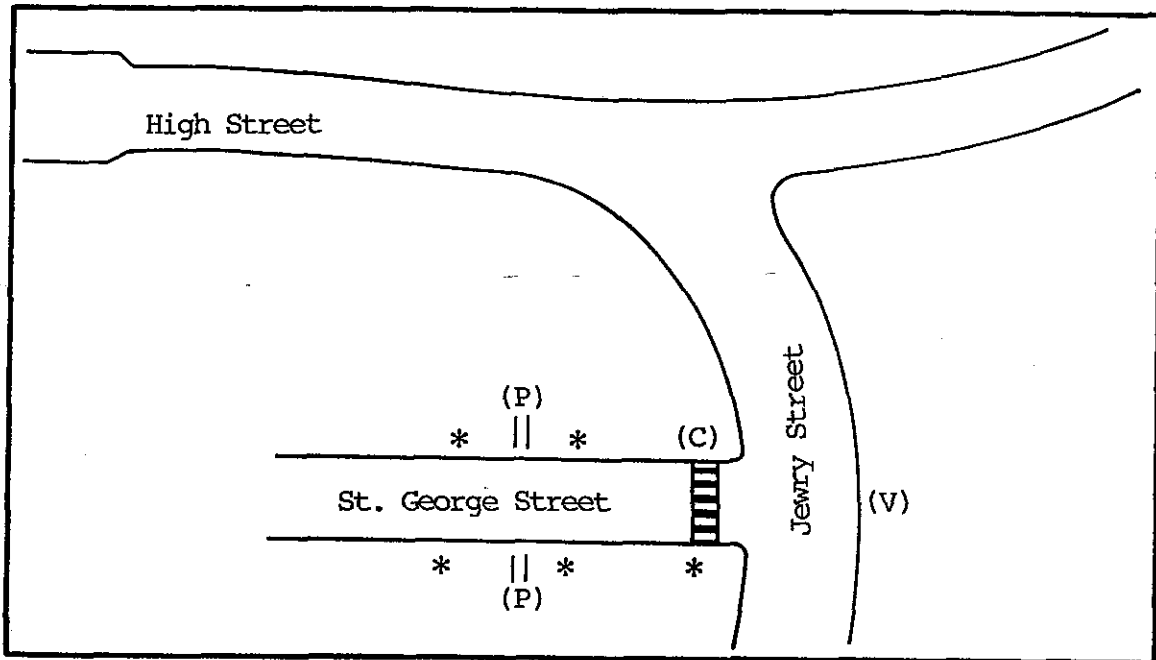 High Street
Jewry Street
(P)
* * (C)
St. George Street
(V)
* * *
(P)